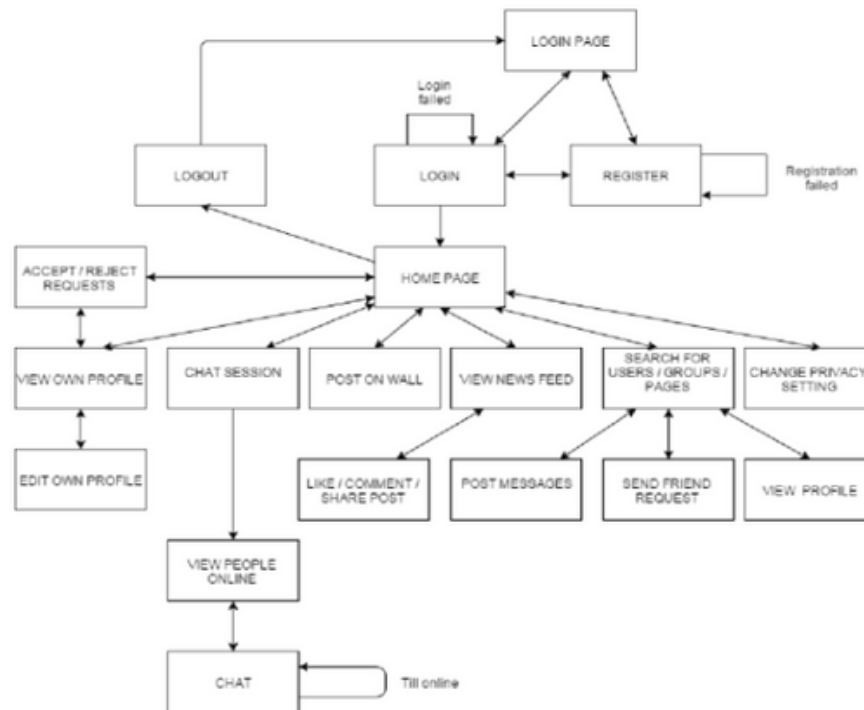 LOGIN PAGE
Login
failed
LOGOUT
LOGIN
REGISTER
Registration
failed
ACCEPT / REJECT
REQUESTS
HOME PAGE
VIEW OWN PROFILE
CHAT SESSION
POST ON WALL
VIEW NEWS FEED
SEARCH FOR
USERS / GROUPS /
PAGES
CHANGE PRIVACY
SETTING
EDIT OWN PROFILE
LIKE / COMMENT /
SHARE POST
POST MESSAGES
SEND FRIEND
REQUEST
VIEW PROFILE
VIEW PEOPLE
ONLINE
CHAT
Till online